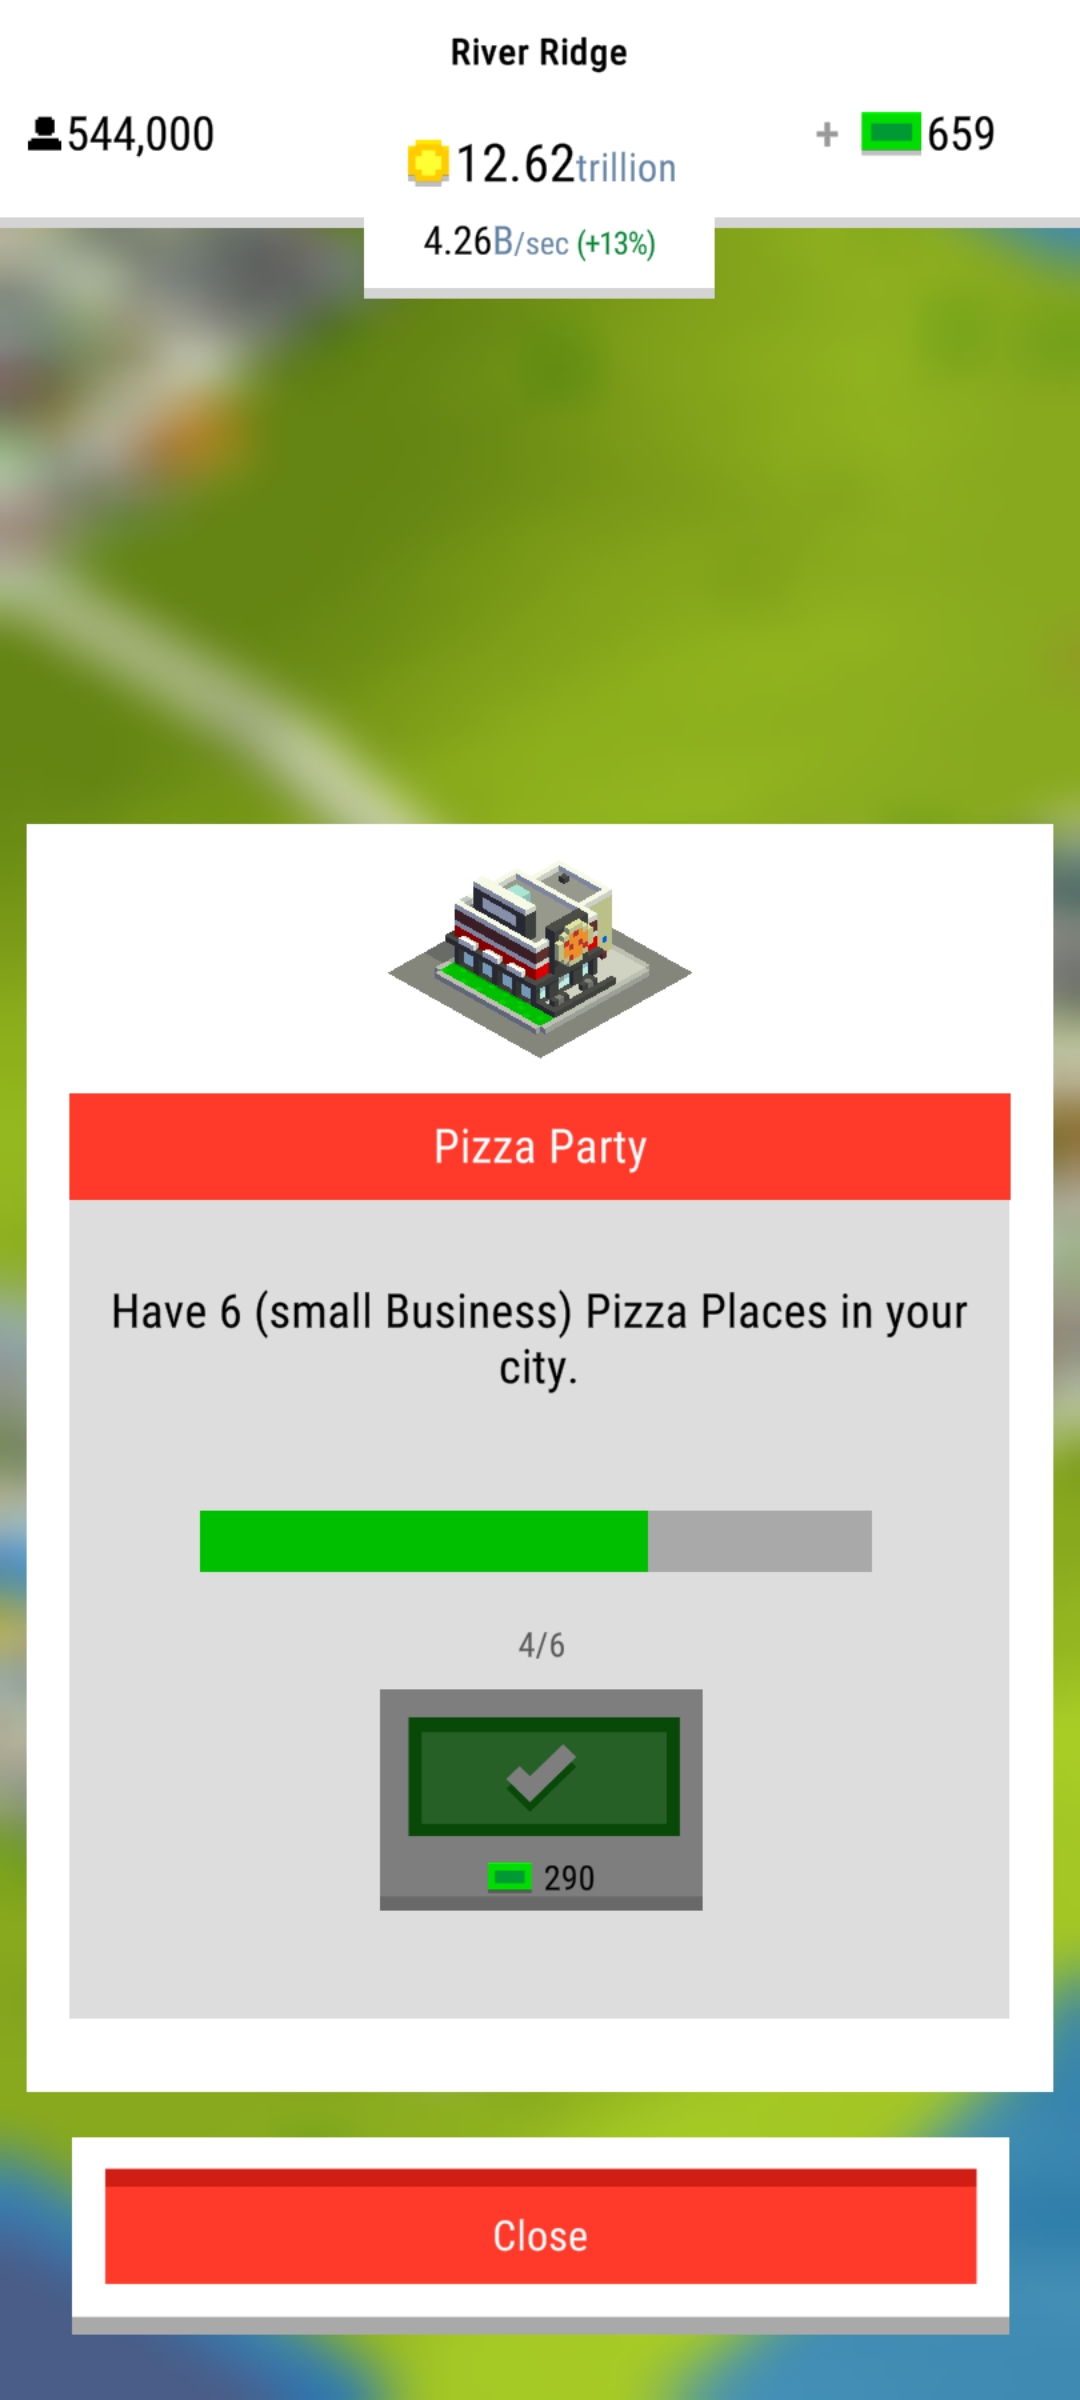 River Ridge
544,000
12.62trillion
+ 659
4.26B/sec (+13%)
Pizza Party
Have 6 (small Business) Pizza Places in your
city.
4/6
290
Close